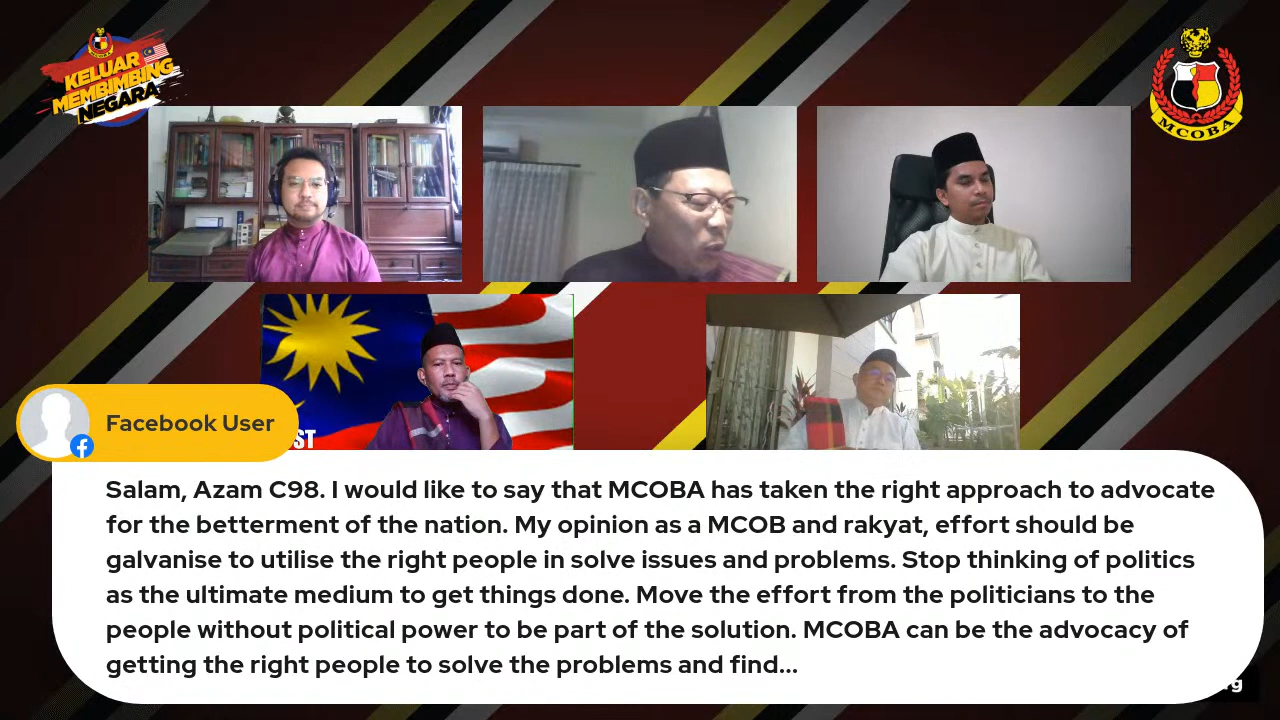 KELUAR
MEMBIMBING
NEGARA
MCOBA
ST
Facebook User
Salam, Azam C98. I would like to say that MCOBA has taken the right approach to advocate
for the betterment of the nation. My opinion as a MCOB and rakyat, effort should be
galvanise to utilise the right people in solve issues and problems. Stop thinking of politics
as the ultimate medium to get things done. Move the effort from the politicians to the
people without political power to be part of the solution. MCOBA can be the advocacy of
getting the right people to solve the problems and find...